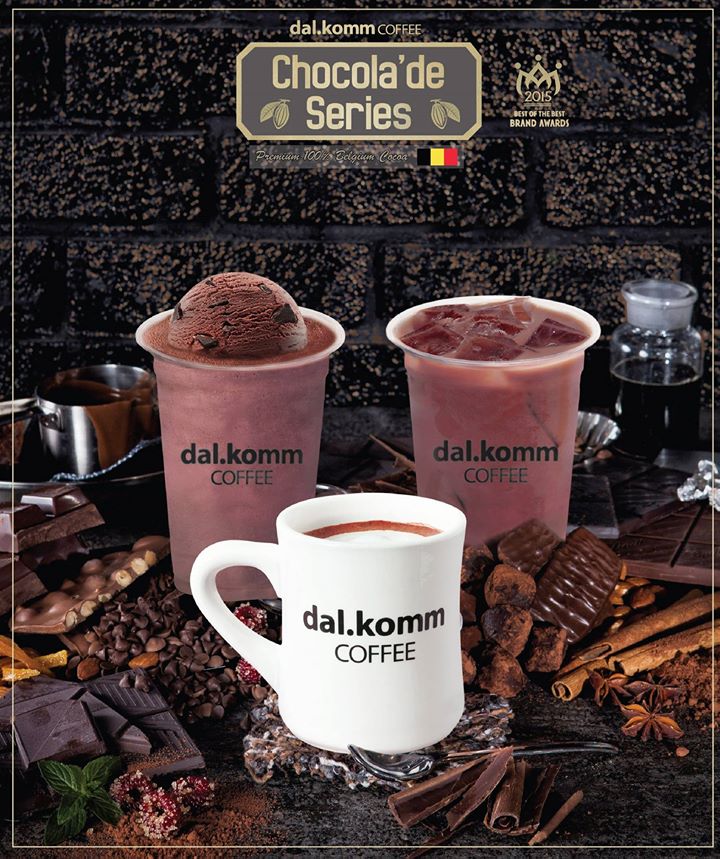 dal.komm COFFEE
Chocola'de
Series
2015
BEST OF THE BEST
BRAND AWARDS
Premium 100% Belgium Cocoa
dal.komm
COFFEE
dal.komm
COFFEE
dal.komm
COFFEE